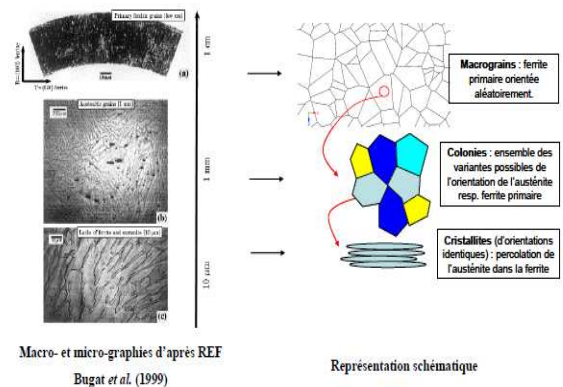 Primary ferritic grains (few cm)
(a)
1 cm
Austenite grains (1 mm)
(b)
1 mm
Laths of ferrite and austenite (10 µm)
(c)
10 µm
Macrograins : ferrite
primaire orientée
aléatoirement.
Colonies : ensemble des
variantes possibles de
l'orientation de l'austénite
resp. ferrite primaire
Cristallites (d'orientations
identiques) : percolation de
l'austénite dans la ferrite
Macro- et micro-graphies d'après REF
Bugat et al. (1999)
Représentation schématique